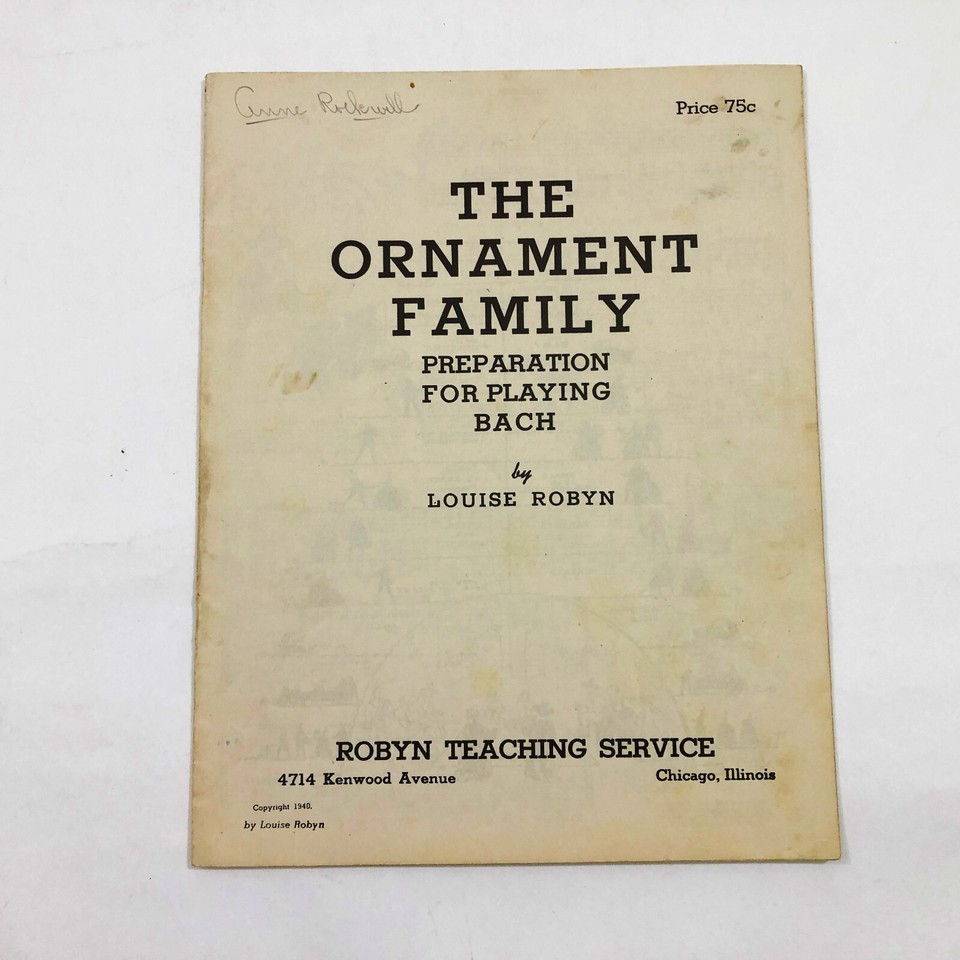 Anne Rockwell
Price 75c
THE
ORNAMENT
FAMILY
PREPARATION
FOR PLAYING
BACH
by
LOUISE ROBYN
ROBYN TEACHING SERVICE
4714 Kenwood Avenue Chicago, Illinois
Copyright 1940.
by Louise Robyn